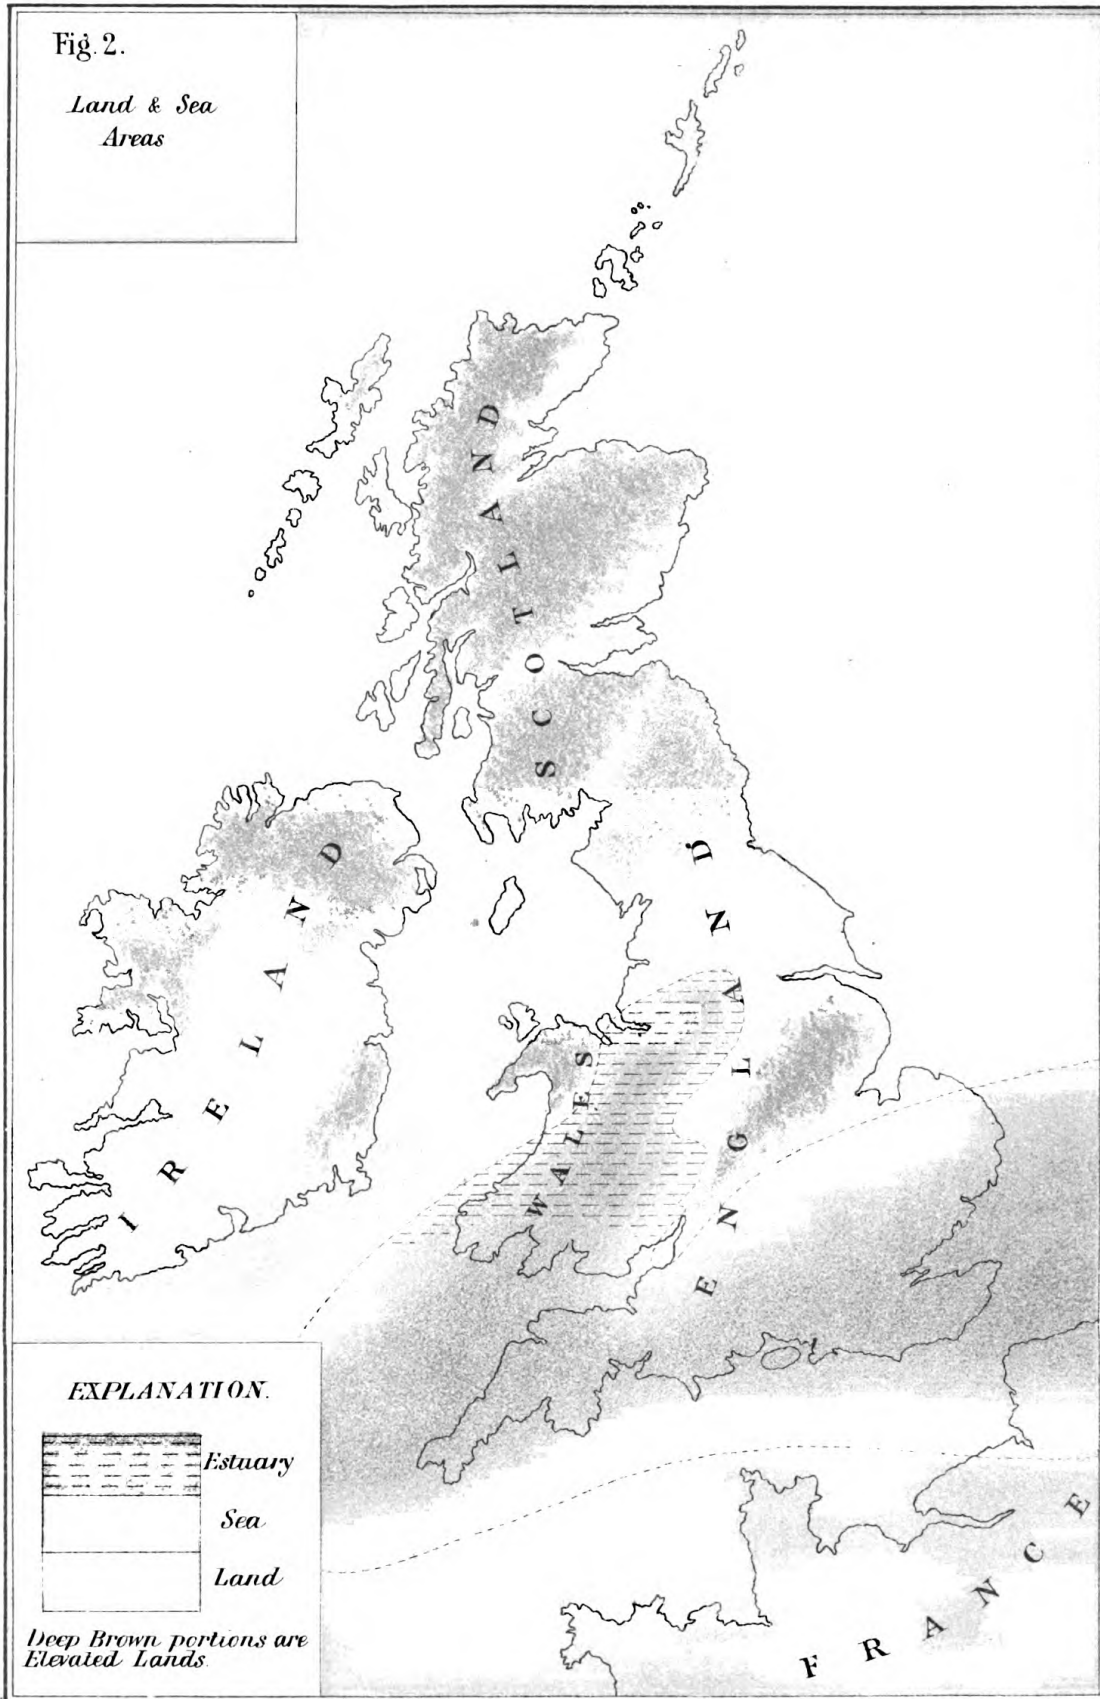 Fig. 2.
Land & Sea
Areas
SCOTLAND
IRELAND
ENGLAND
WALES
FRANCE
EXPLANATION.
Estuary
Sea
Land
Deep Brown portions are
Elevated Lands.